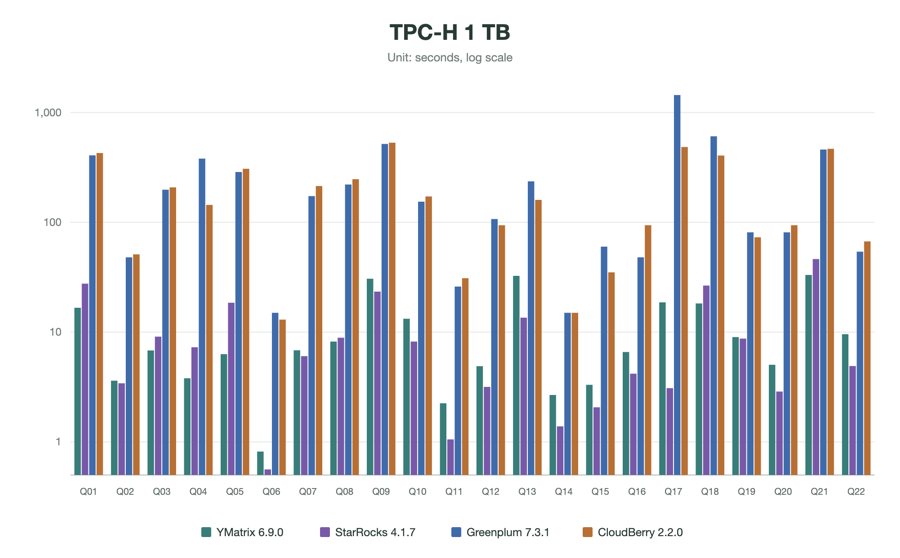 TPC-H 1 TB
Unit: seconds, log scale
1,000
100
10
1
Q01 Q02 Q03 Q04 Q05 Q06 Q07 Q08 Q09 Q10 Q11 Q12 Q13 Q14 Q15 Q16 Q17 Q18 Q19 Q20 Q21 Q22
YMatrix 6.9.0 StarRocks 4.1.7 Greenplum 7.3.1 CloudBerry 2.2.0